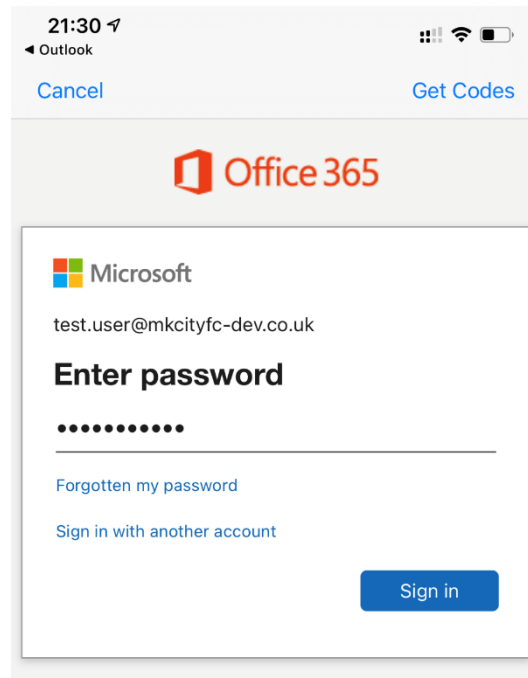 21:30
Outlook
Cancel Get Codes
Office 365
Microsoft
test.user@mkcityfc-dev.co.uk
Enter password
Forgotten my password
Sign in with another account
Sign in